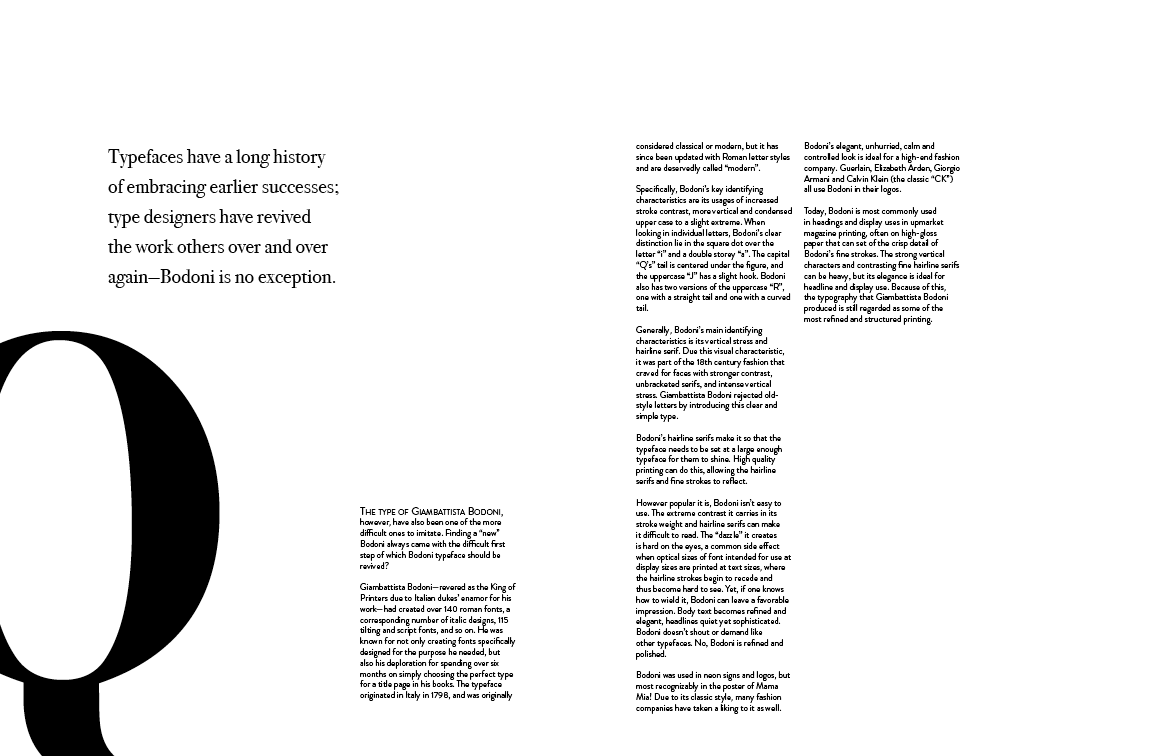 Typefaces have a long history
of embracing earlier successes;
type designers have revived
the work others over and over
again—Bodoni is no exception.
Q
The type of Giambattista Bodoni,
however, have also been one of the more
difficult ones to imitate. Finding a “new”
Bodoni always came with the difficult first
step of which Bodoni typeface should be
revived?
Giambattista Bodoni—revered as the King of
Printers due to Italian dukes’ enamor for his
work—had created over 140 roman fonts, a
corresponding number of italic designs, 115
tilting and script fonts, and so on. He was
known for not only creating fonts specifically
designed for the purpose he needed, but
also his deploration for spending over six
months on simply choosing the perfect type
for a title page in his books. The typeface
originated in Italy in 1798, and was originally
considered classical or modern, but it has
since been updated with Roman letter styles
and are deservedly called “modern”.
Specifically, Bodoni’s key identifying
characteristics are its usages of increased
stroke contrast, more vertical and condensed
upper case to a slight extreme. When
looking in individual letters, Bodoni’s clear
distinction lie in the square dot over the
letter “i” and a double storey “a”. The capital
“Q’s” tail is centered under the figure, and
the uppercase “J” has a slight hook. Bodoni
also has two versions of the uppercase “R”,
one with a straight tail and one with a curved
tail.
Generally, Bodoni’s main identifying
characteristics is its vertical stress and
hairline serif. Due this visual characteristic,
it was part of the 18th century fashion that
craved for faces with stronger contrast,
unbracketed serifs, and intense vertical
stress. Giambattista Bodoni rejected old-
style letters by introducing this clear and
simple type.
Bodoni’s hairline serifs make it so that the
typeface needs to be set at a large enough
typeface for them to shine. High quality
printing can do this, allowing the hairline
serifs and fine strokes to reflect.
However popular it is, Bodoni isn’t easy to
use. The extreme contrast it carries in its
stroke weight and hairline serifs can make
it difficult to read. The “dazzle” it creates
is hard on the eyes, a common side effect
when optical sizes of font intended for use at
display sizes are printed at text sizes, where
the hairline strokes begin to recede and
thus become hard to see. Yet, if one knows
how to wield it, Bodoni can leave a favorable
impression. Body text becomes refined and
elegant, headlines quiet yet sophisticated.
Bodoni doesn’t shout or demand like
other typefaces. No, Bodoni is refined and
polished.
Bodoni was used in neon signs and logos, but
most recognizably in the poster of Mama
Mia! Due to its classic style, many fashion
companies have taken a liking to it as well.
Bodoni’s elegant, unhurried, calm and
controlled look is ideal for a high-end fashion
company. Guerlain, Elizabeth Arden, Giorgio
Armani and Calvin Klein (the classic “CK”)
all use Bodoni in their logos.
Today, Bodoni is most commonly used
in headings and display uses in upmarket
magazine printing, often on high-gloss
paper that can set of the crisp detail of
Bodoni’s fine strokes. The strong vertical
characters and contrasting fine hairline serifs
can be heavy, but its elegance is ideal for
headline and display use. Because of this,
the typography that Giambattista Bodoni
produced is still regarded as some of the
most refined and structured printing.